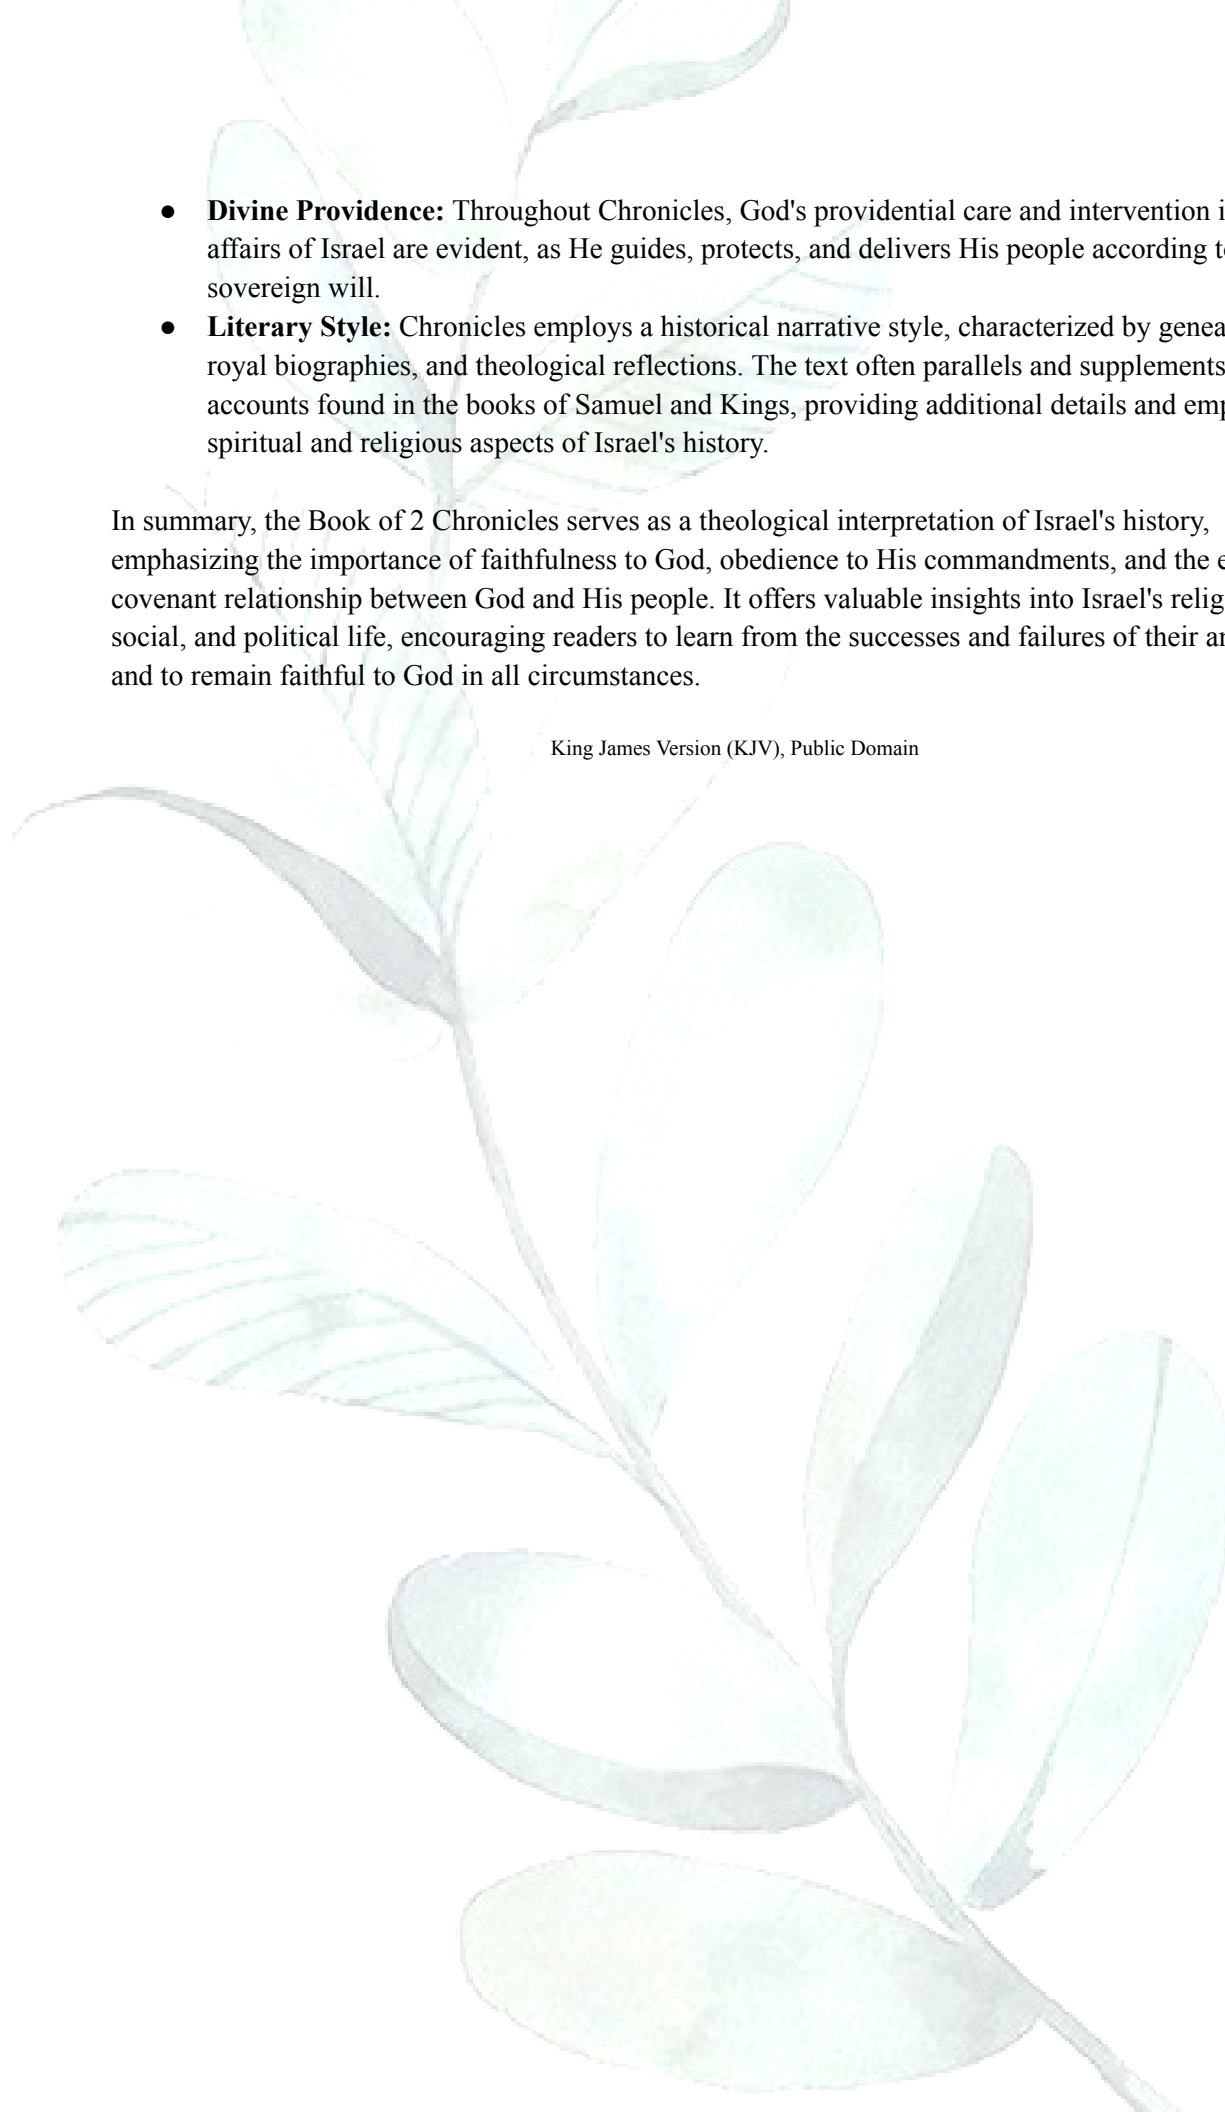 ● Divine Providence: Throughout Chronicles, God's providential care and intervention
affairs of Israel are evident, as He guides, protects, and delivers His people according
sovereign will.
● Literary Style: Chronicles employs a historical narrative style, characterized by
royal biographies, and theological reflections. The text often parallels and supplements
accounts found in the books of Samuel and Kings, providing additional details and
spiritual and religious aspects of Israel's history.
In summary, the Book of 2 Chronicles serves as a theological interpretation of Israel's history,
emphasizing the importance of faithfulness to God, obedience to His commandments, and the
covenant relationship between God and His people. It offers valuable insights into Israel's
social, and political life, encouraging readers to learn from the successes and failures of their
and to remain faithful to God in all circumstances.
King James Version (KJV), Public Domain